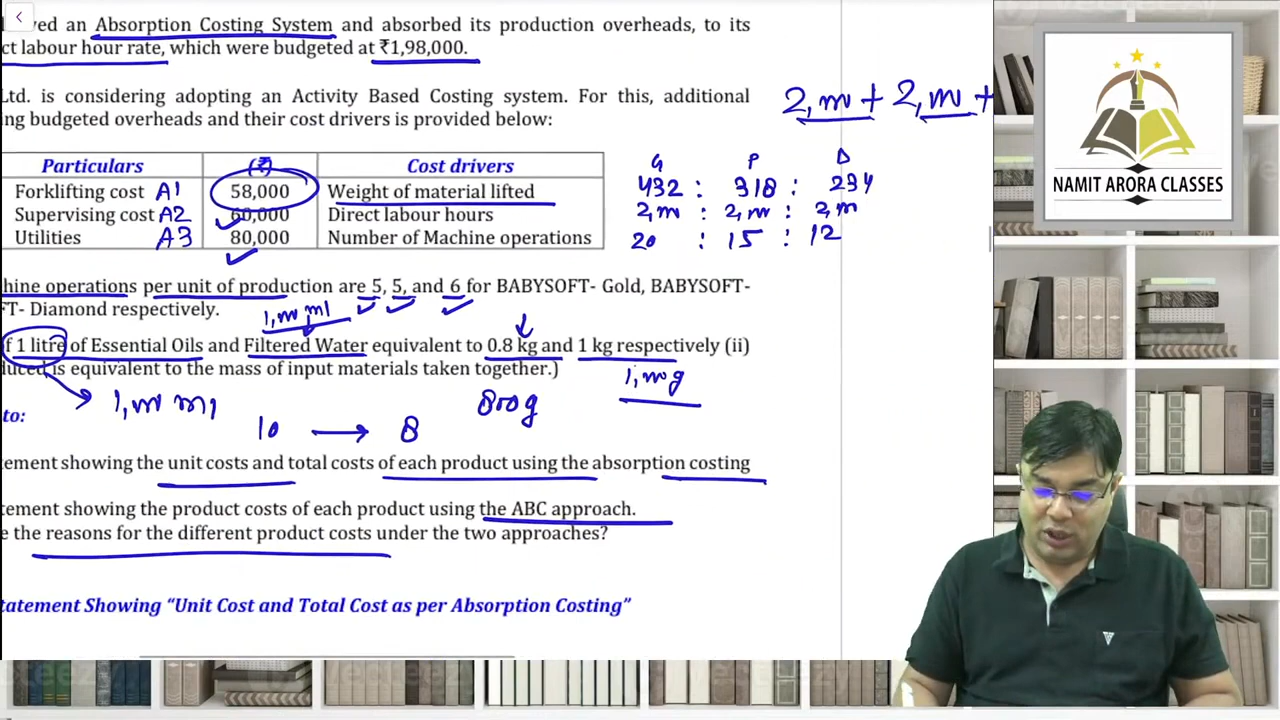 ved an Absorption Costing System and absorbed its production overheads, to its
ct labour hour rate, which were budgeted at ₹1,98,000.
Ltd. is considering adopting an Activity Based Costing system. For this, additional
ng budgeted overheads and their cost drivers is provided below:
2,m + 2,m +
Particulars (₹) Cost drivers
Forklifting cost A1 58,000 Weight of material lifted
Supervising cost A2 60,000 Direct labour hours
Utilities A3 80,000 Number of Machine operations
G P D
432 : 318 : 234
2,m : 2,m : 2,m
20 : 15 : 12
NAMIT ARORA CLASSES
hine operations per unit of production are 5, 5, and 6 for BABYSOFT- Gold, BABYSOFT-
T- Diamond respectively.
1,m ml
f 1 litre of Essential Oils and Filtered Water equivalent to 0.8 kg and 1 kg respectively (ii)
duced is equivalent to the mass of input materials taken together.)
1,m g
1,m ml
800g
10 → 8
to:
tement showing the unit costs and total costs of each product using the absorption costing
tement showing the product costs of each product using the ABC approach.
e the reasons for the different product costs under the two approaches?
tatement Showing “Unit Cost and Total Cost as per Absorption Costing”